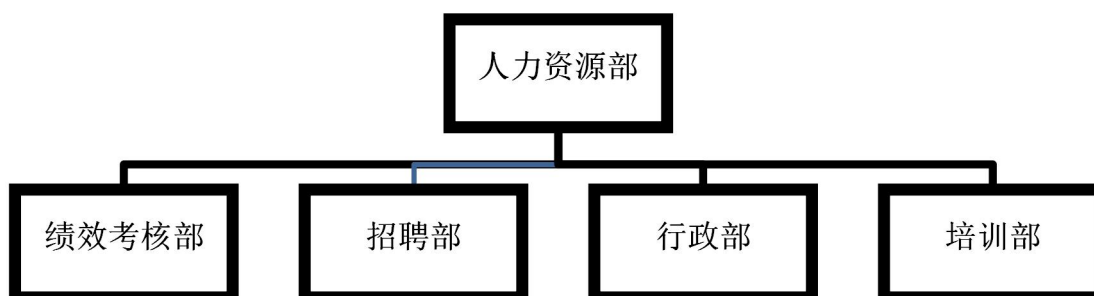 人力资源部
绩效考核部
招聘部
行政部
培训部